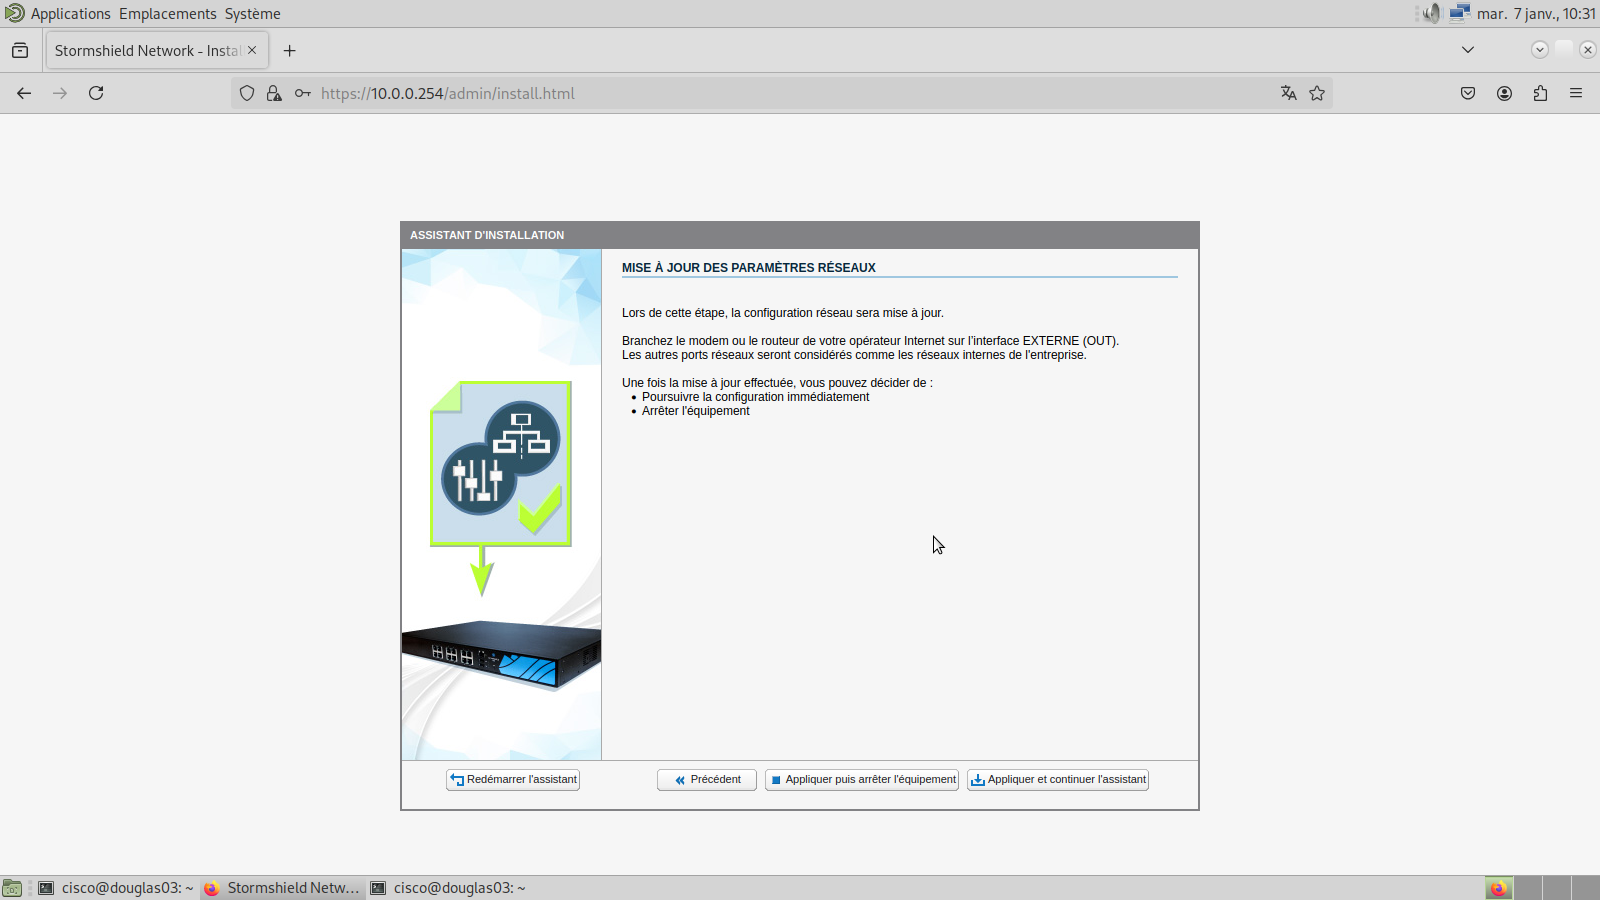 Applications Emplacements Système
mar. 7 janv., 10:31
Stormshield Network - Insta
https://10.0.0.254/admin/install.html
ASSISTANT D'INSTALLATION
MISE À JOUR DES PARAMÈTRES RÉSEAUX
Lors de cette étape, la configuration réseau sera mise à jour.
Branchez le modem ou le routeur de votre opérateur Internet sur l'interface EXTERNE (OUT).
Les autres ports réseaux seront considérés comme les réseaux internes de l'entreprise.
Une fois la mise à jour effectuée, vous pouvez décider de :
• Poursuivre la configuration immédiatement
• Arrêter l'équipement
Redémarrer l'assistant
Précédent
Appliquer puis arrêter l'équipement
Appliquer et continuer l'assistant
cisco@douglas03: ~
Stormshield Netw...
cisco@douglas03: ~